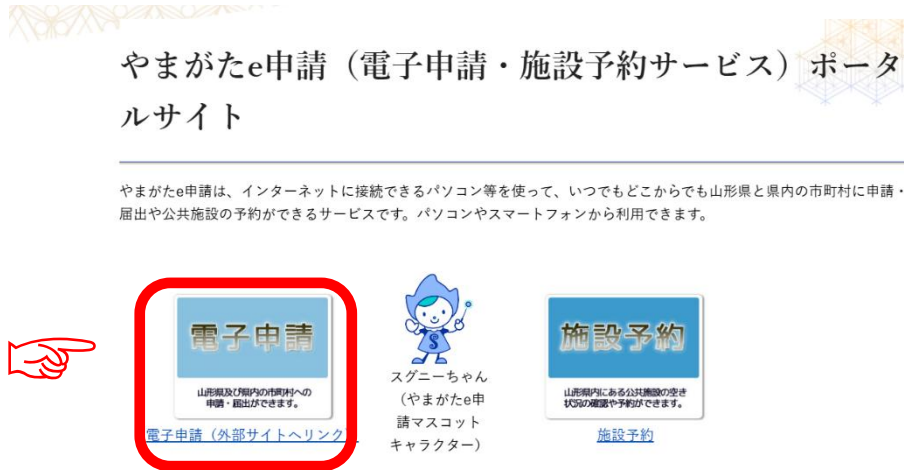 やまがたe申請（電子申請・施設予約サービス）ポータ
ルサイト
やまがたe申請は、インターネットに接続できるパソコン等を使って、いつでもどこからでも山形県と県内の市町村に申請・
届出や公共施設の予約ができるサービスです。パソコンやスマートフォンから利用できます。
電子申請
山形県及び県内の市町村への
申請・届出ができます。
電子申請（外部サイトへリンク）
S
スグニーちゃん
（やまがたe申
請マスコット
キャラクター）
施設予約
山形県内にある公共施設の空き
状況の確認や予約ができます。
施設予約